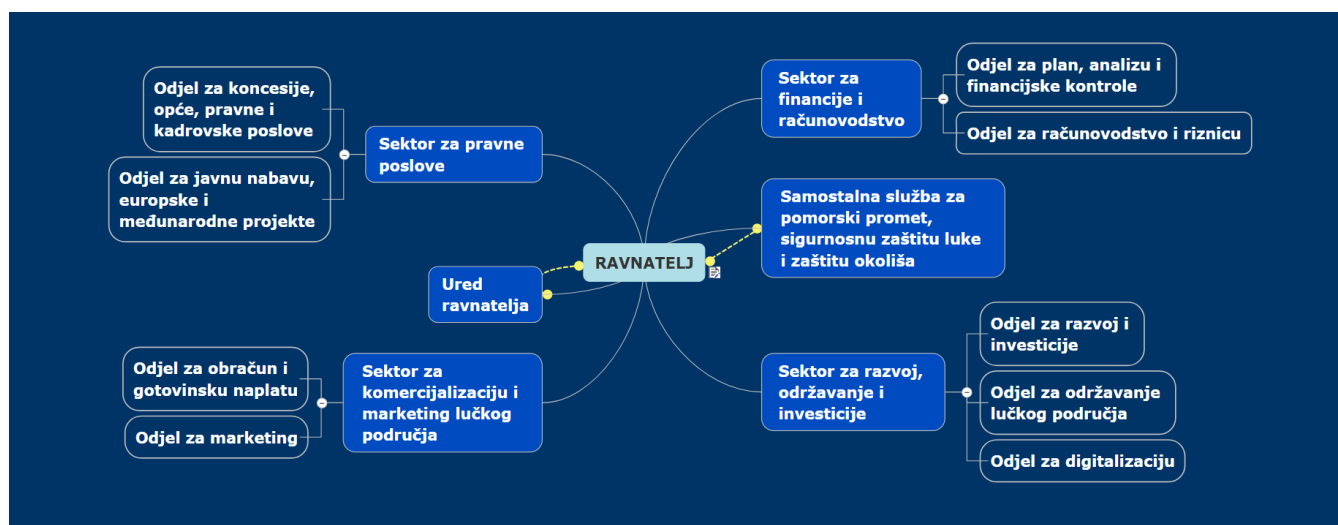 Odjel za koncesije,
opće, pravne i
kadrovske poslove
Odjel za javnu nabavu,
europske i
međunarodne projekte
Sektor za pravne
poslove
Ured
ravnatelja
Odjel za obračun i
gotovinsku naplatu
Odjel za marketing
Sektor za
komercijalizaciju i
marketing lučkog
područja
RAVNATELJ
Sektor za
financije i
računovodstvo
Odjel za plan, analizu i
financijske kontrole
Odjel za računovodstvo i riznicu
Samostalna služba za
pomorski promet,
sigurnosnu zaštitu luke
i zaštitu okoliša
Sektor za razvoj,
održavanje i
investicije
Odjel za razvoj i
investicije
Odjel za održavanje
lučkog područja
Odjel za digitalizaciju